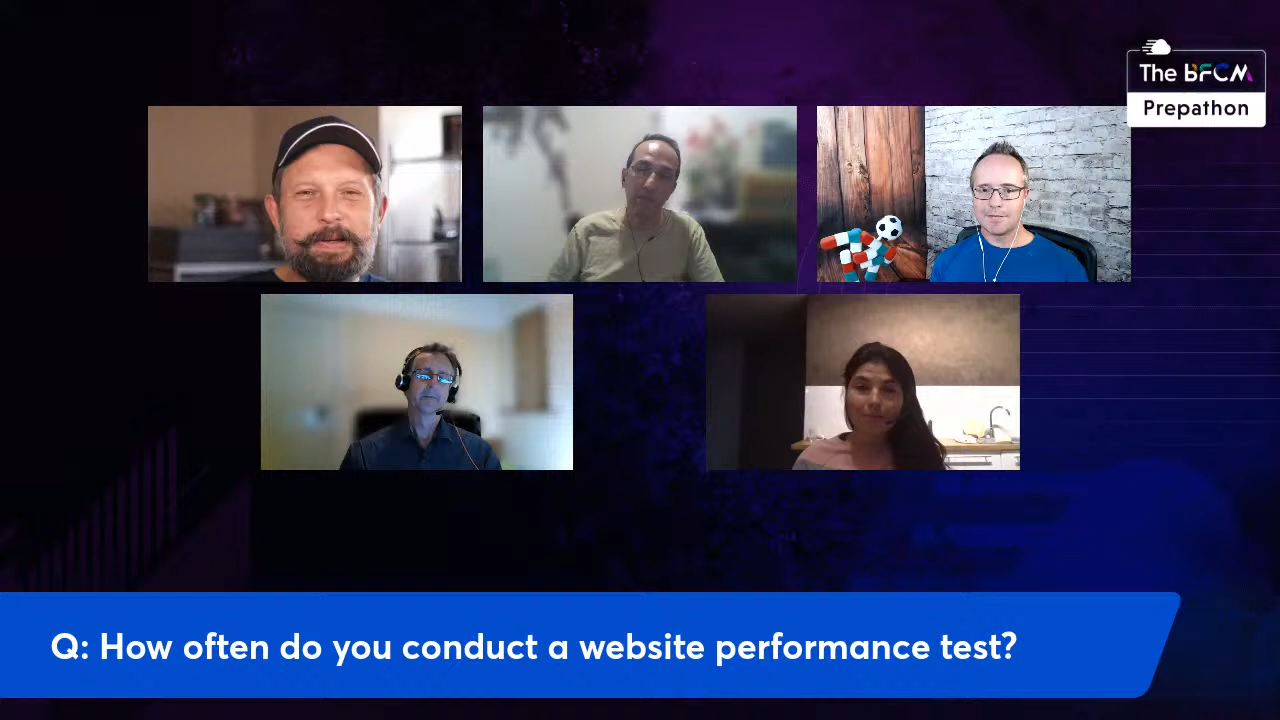 The BFCM
Prepathon
Q: How often do you conduct a website performance test?